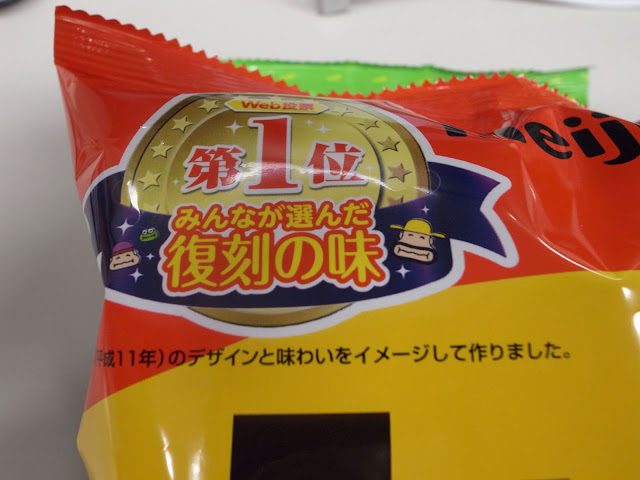 Web投票
第1位
meiji
みんなが選んだ
復刻の味
平成11年)のデザインと味わいをイメージして作りました。